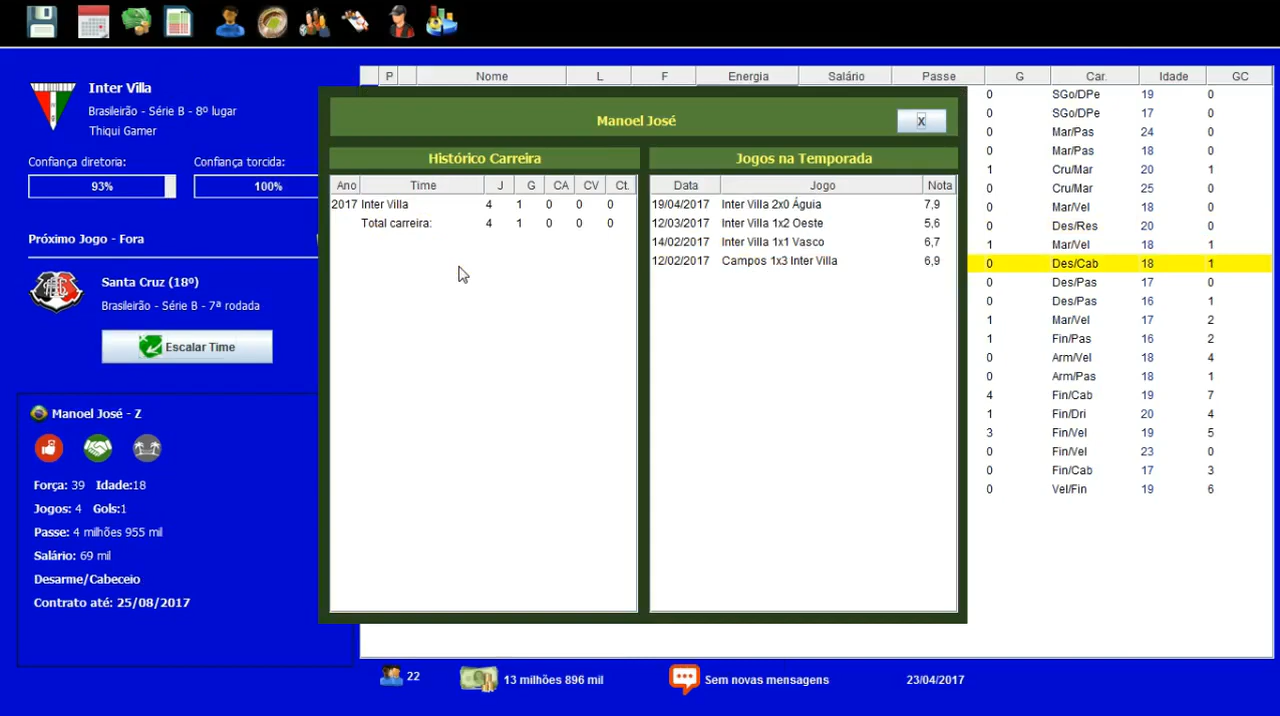 P Nome L F Energia Salário Passe G Car. Idade GC
Inter Villa
Brasileirão - Série B - 8º lugar
Thiqui Gamer
Confiança diretoria: Confiança torcida:
93% 100%
Próximo Jogo - Fora
Santa Cruz (18º)
Brasileirão - Série B - 7ª rodada
Escalar Time
Manoel José - Z
Força: 39 Idade:18
Jogos: 4 Gols:1
Passe: 4 milhões 955 mil
Salário: 69 mil
Desarme/Cabeceio
Contrato até: 25/08/2017
Manoel José
X
Histórico Carreira
Ano Time J G CA CV Ct.
2017 Inter Villa 4 1 0 0 0
Total carreira: 4 1 0 0 0
Jogos na Temporada
Data Jogo Nota
19/04/2017 Inter Villa 2x0 Águia 7,9
12/03/2017 Inter Villa 1x2 Oeste 5,6
14/02/2017 Inter Villa 1x1 Vasco 6,7
12/02/2017 Campos 1x3 Inter Villa 6,9
0 SGo/DPe 19 0
0 SGo/DPe 17 0
0 Mar/Pas 24 0
0 Mar/Pas 18 0
1 Cru/Mar 20 1
0 Cru/Mar 25 0
0 Mar/Vel 18 0
0 Des/Res 20 0
1 Mar/Vel 18 1
0 Des/Cab 18 1
0 Des/Pas 17 0
0 Des/Pas 16 1
1 Mar/Vel 17 2
1 Fin/Pas 16 2
0 Arm/Vel 18 4
0 Arm/Pas 18 1
4 Fin/Cab 19 7
1 Fin/Dri 20 4
3 Fin/Vel 19 5
0 Fin/Vel 23 0
0 Fin/Cab 17 3
0 Vel/Fin 19 6
22 13 milhões 896 mil Sem novas mensagens 23/04/2017